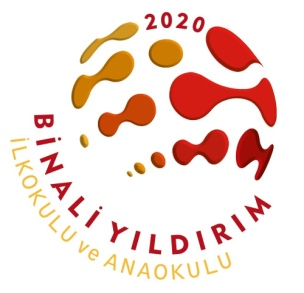 2020
BİNALİ YILDIRIM
İLKOKULU ve ANAOKULU